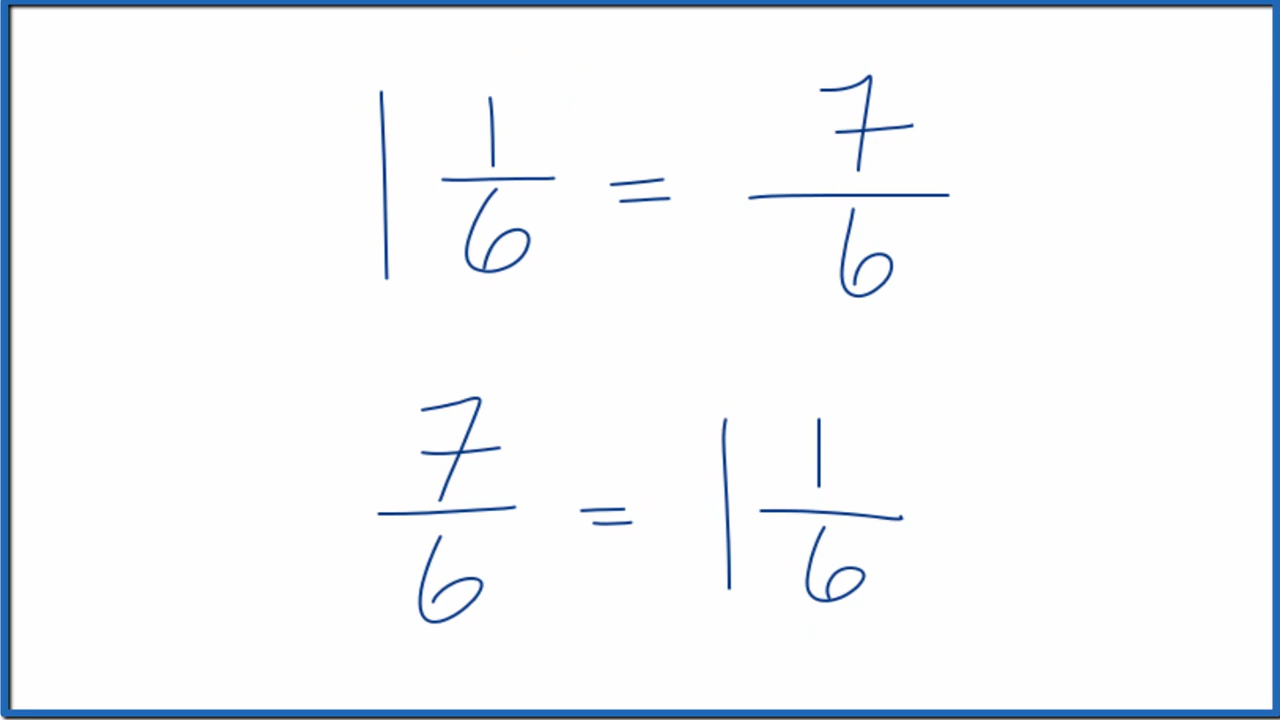 1 1/6 = 7/6
7/6 = 1 1/6